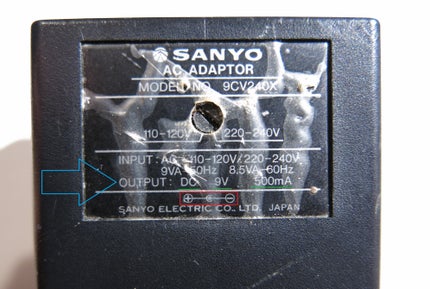 SANYO
AC ADAPTOR
MODEL NO. 9CV240X
110-120V 220-240V
INPUT: AC 110-120V/220-240V
9VA 50Hz 8.5VA 60Hz
OUTPUT: DC 9V 500mA
SANYO ELECTRIC CO., LTD. JAPAN